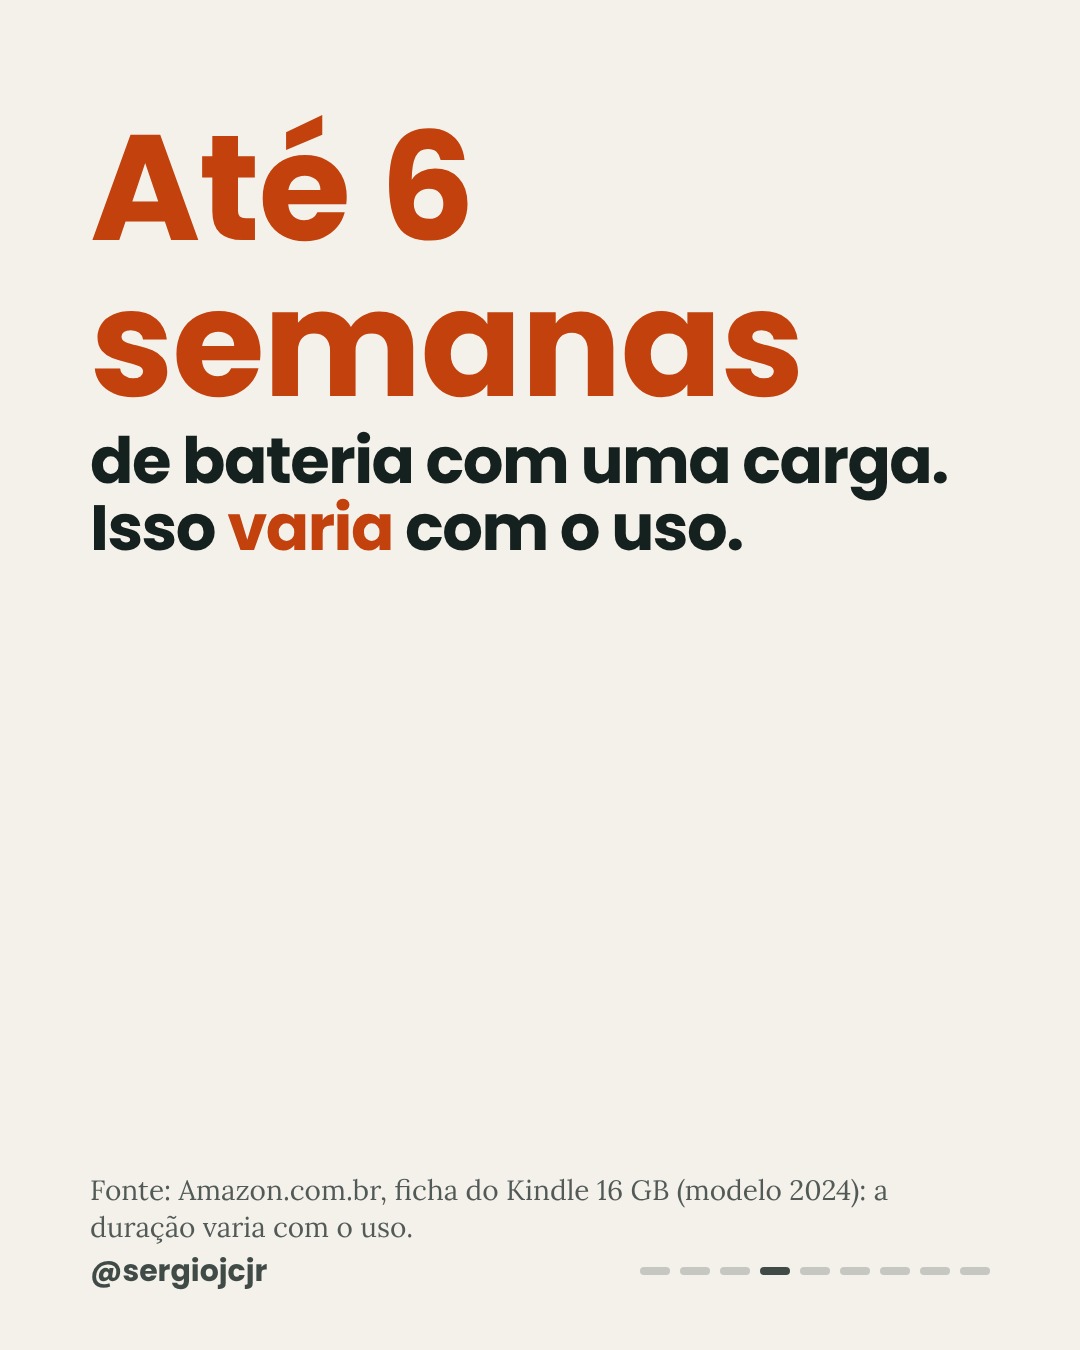 Até 6
semanas
de bateria com uma carga.
Isso varia com o uso.
Fonte: Amazon.com.br, ficha do Kindle 16 GB (modelo 2024): a
duração varia com o uso.
@sergiojcjr